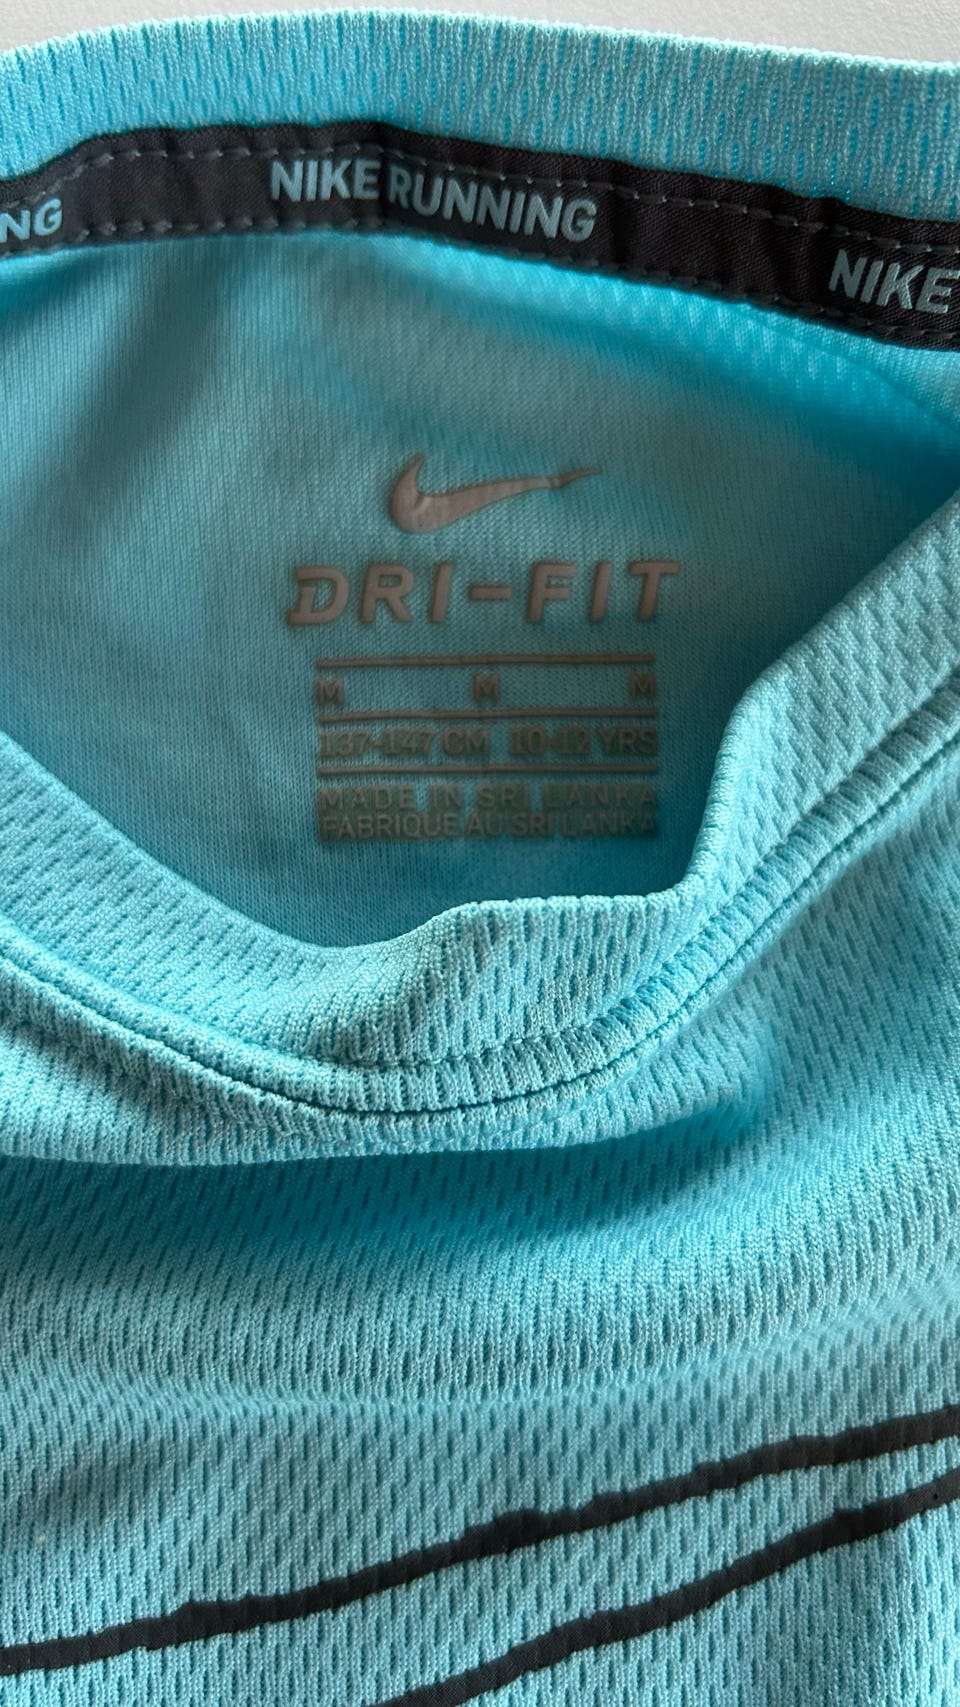 NING NIKE RUNNING NIKE
DRI-FIT
M M M
137-147 CM 10-12 YRS
MADE IN SRI LANKA
FABRIQUE AU SRI LANKA